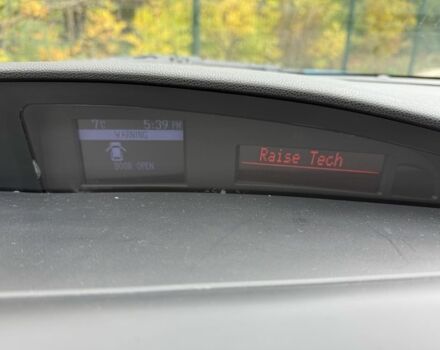 7°C 5:39 PM
WARNING
DOOR OPEN
Raise Tech